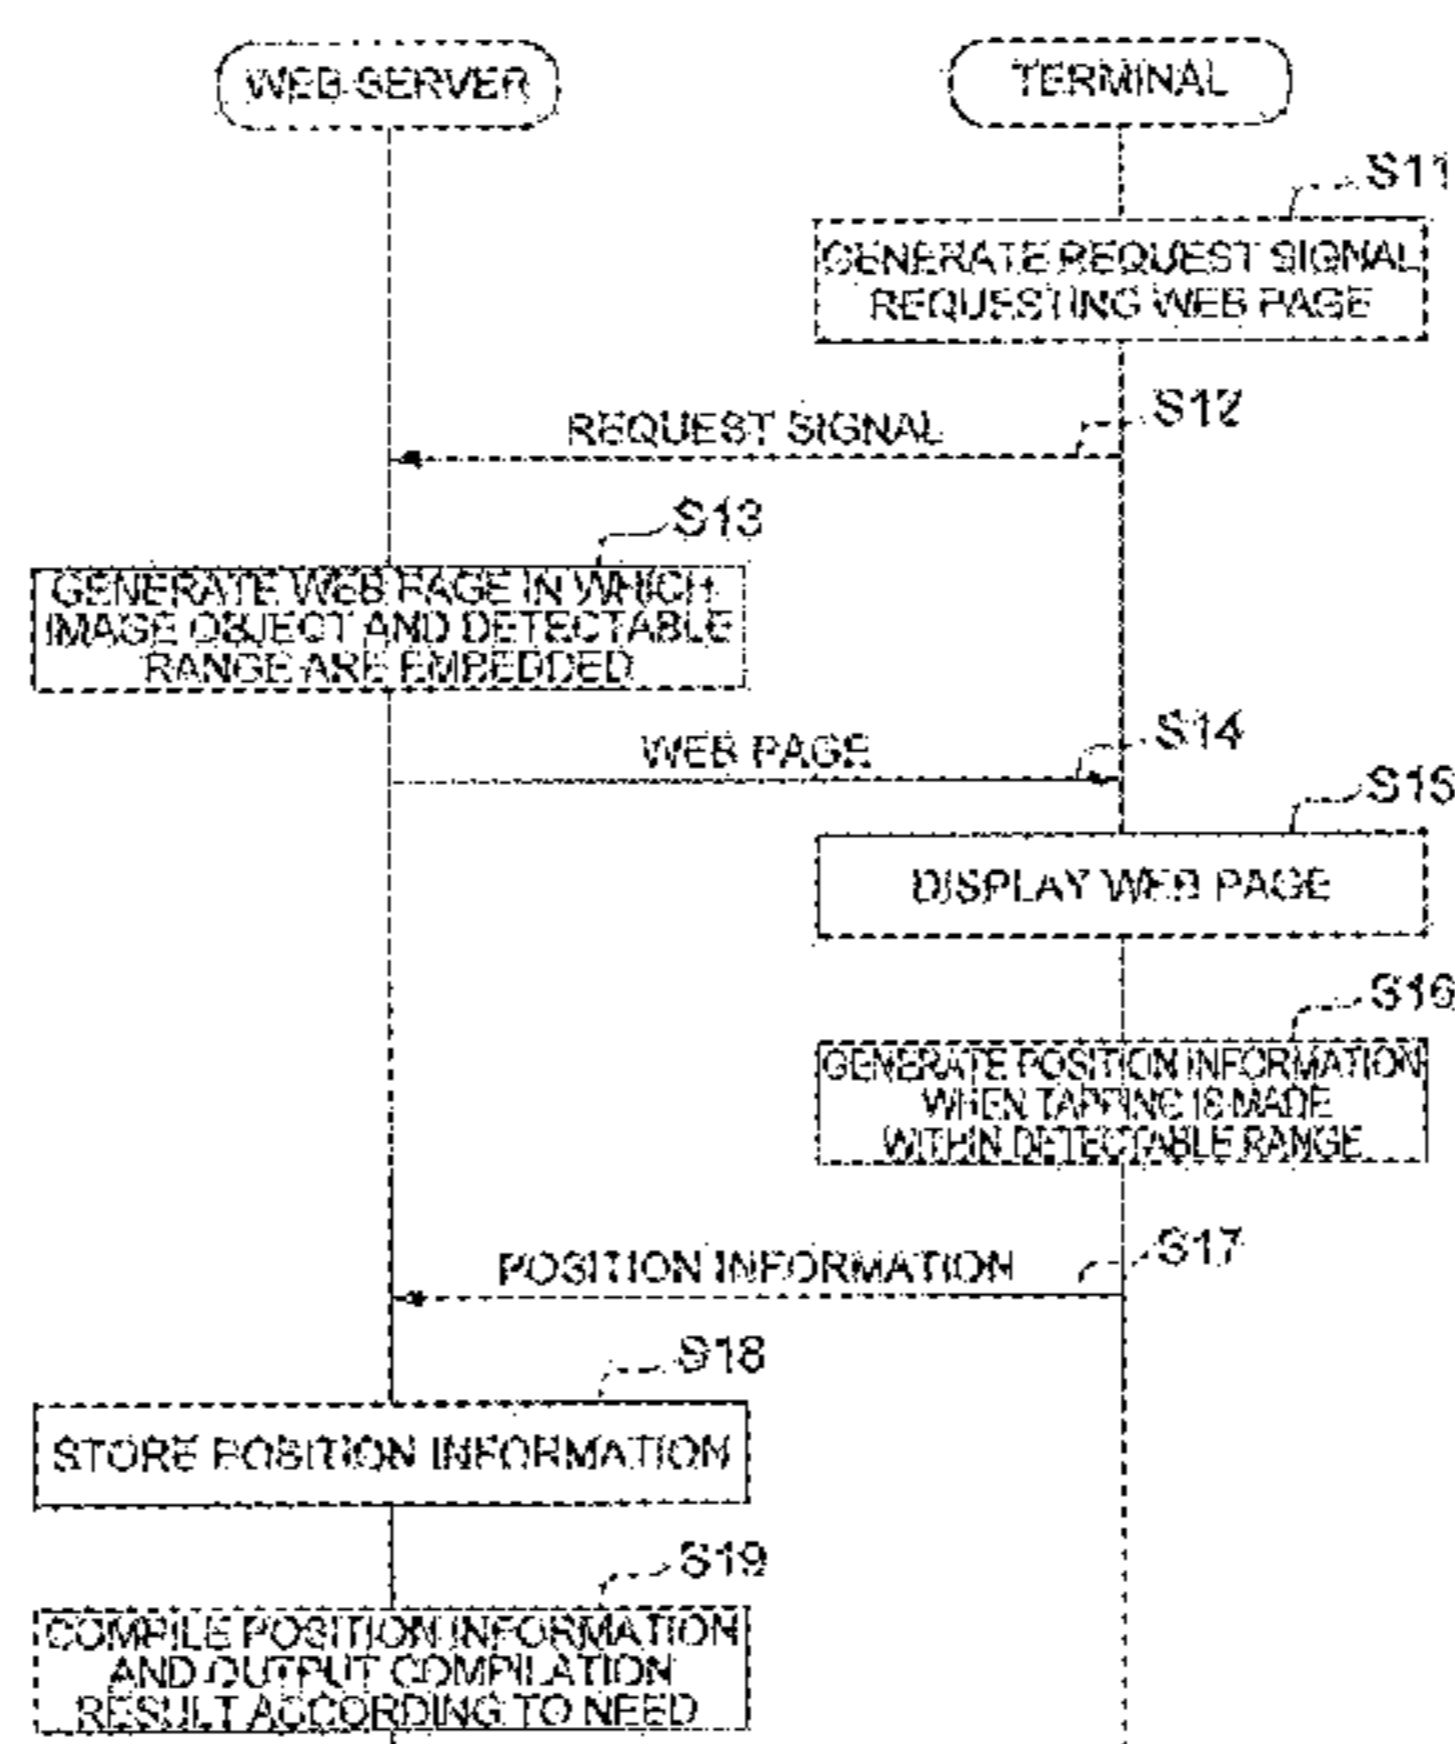 WEB SERVER
TERMINAL
S11
GENERATE REQUEST SIGNAL
REQUESTING WEB PAGE
S12
REQUEST SIGNAL
S13
GENERATE WEB PAGE IN WHICH
IMAGE OBJECT AND DETECTABLE
RANGE ARE EMBEDDED
S14
WEB PAGE
S15
DISPLAY WEB PAGE
S16
GENERATE POSITION INFORMATION
WHEN TAPPING IS MADE
WITHIN DETECTABLE RANGE
S17
POSITION INFORMATION
S18
STORE POSITION INFORMATION
S19
COMPILE POSITION INFORMATION
AND OUTPUT COMPILATION
RESULT ACCORDING TO NEED